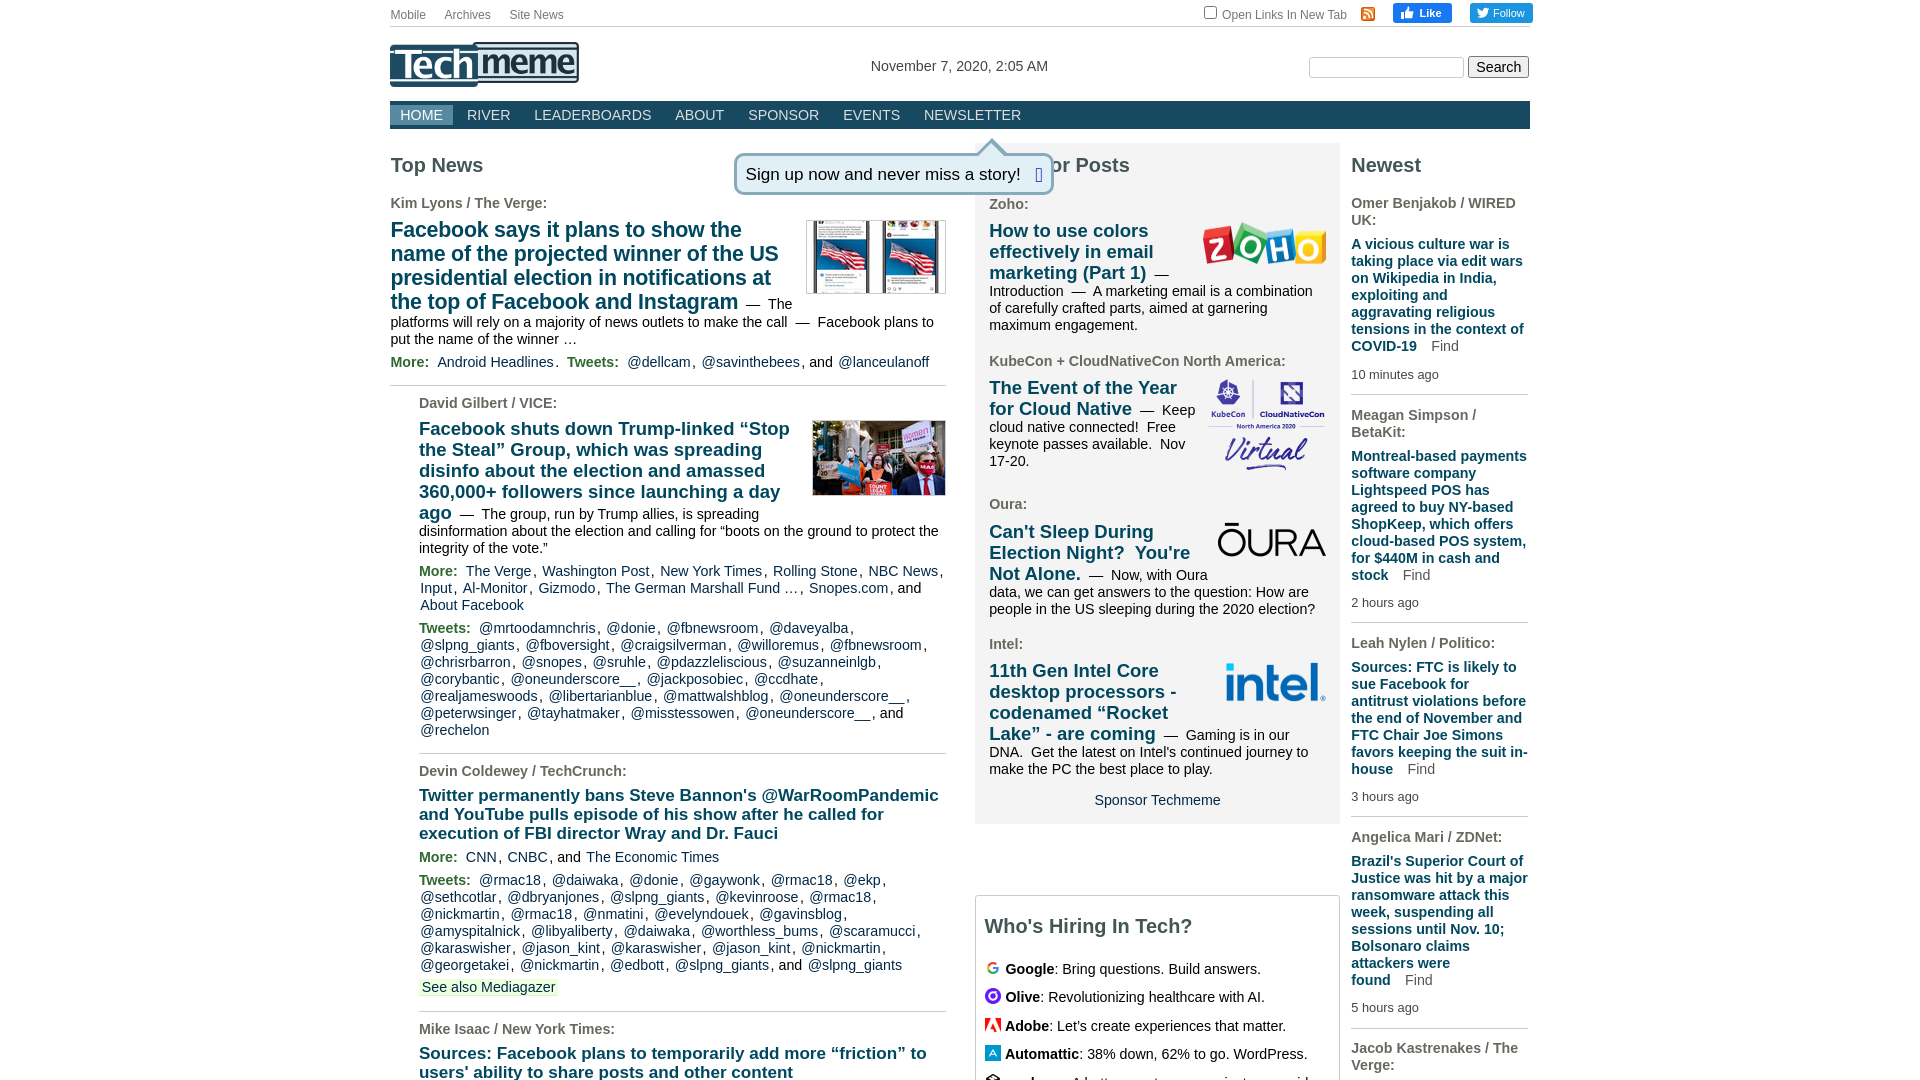 Mobile Archives Site News
Open Links In New Tab
Like
Follow
Techmeme
November 7, 2020, 2:05 AM
Search
HOME RIVER LEADERBOARDS ABOUT SPONSOR EVENTS NEWSLETTER
Sign up now and never miss a story!
Top News
Kim Lyons / The Verge:
Facebook says it plans to show the
name of the projected winner of the US
presidential election in notifications at
the top of Facebook and Instagram — The
platforms will rely on a majority of news outlets to make the call — Facebook plans to
put the name of the winner …
More: Android Headlines. Tweets: @dellcam, @savinthebees, and @lanceulanoff
David Gilbert / VICE:
Facebook shuts down Trump-linked “Stop
the Steal” Group, which was spreading
disinfo about the election and amassed
360,000+ followers since launching a day
ago — The group, run by Trump allies, is spreading
disinformation about the election and calling for “boots on the ground to protect the
integrity of the vote.”
More: The Verge, Washington Post, New York Times, Rolling Stone, NBC News,
Input, Al-Monitor, Gizmodo, The German Marshall Fund …, Snopes.com, and
About Facebook
Tweets: @mrtoodamnchris, @donie, @fbnewsroom, @daveyalba,
@slpng_giants, @fboversight, @craigsilverman, @willoremus, @fbnewsroom,
@chrisrbarron, @snopes, @sruhle, @pdazzleliscious, @suzanneinlgb,
@corybantic, @oneunderscore__, @jackposobiec, @ccdhate,
@realjameswoods, @libertarianblue, @mattwalshblog, @oneunderscore__,
@peterwsinger, @tayhatmaker, @misstessowen, @oneunderscore__, and
@rechelon
Devin Coldewey / TechCrunch:
Twitter permanently bans Steve Bannon's @WarRoomPandemic
and YouTube pulls episode of his show after he called for
execution of FBI director Wray and Dr. Fauci
More: CNN, CNBC, and The Economic Times
Tweets: @rmac18, @daiwaka, @donie, @gaywonk, @rmac18, @ekp,
@sethcotlar, @dbryanjones, @slpng_giants, @kevinroose, @rmac18,
@nickmartin, @rmac18, @nmatini, @evelyndouek, @gavinsblog,
@amyspitalnick, @libyaliberty, @daiwaka, @worthless_bums, @scaramucci,
@karaswisher, @jason_kint, @karaswisher, @jason_kint, @nickmartin,
@georgetakei, @nickmartin, @edbott, @slpng_giants, and @slpng_giants
See also Mediagazer
Mike Isaac / New York Times:
Sources: Facebook plans to temporarily add more “friction” to
users' ability to share posts and other content
or Posts
Zoho:
ZOHO
How to use colors
effectively in email
marketing (Part 1) —
Introduction — A marketing email is a combination
of carefully crafted parts, aimed at garnering
maximum engagement.
KubeCon + CloudNativeCon North America:
KubeCon CloudNativeCon
North America 2020
Virtual
The Event of the Year
for Cloud Native — Keep
cloud native connected! Free
keynote passes available. Nov
17-20.
Oura:
ŌURA
Can't Sleep During
Election Night? You're
Not Alone. — Now, with Oura
data, we can get answers to the question: How are
people in the US sleeping during the 2020 election?
Intel:
intel.
11th Gen Intel Core
desktop processors -
codenamed “Rocket
Lake” - are coming — Gaming is in our
DNA. Get the latest on Intel's continued journey to
make the PC the best place to play.
Sponsor Techmeme
Who's Hiring In Tech?
Google: Bring questions. Build answers.
Olive: Revolutionizing healthcare with AI.
Adobe: Let’s create experiences that matter.
Automattic: 38% down, 62% to go. WordPress.
Newest
Omer Benjakob / WIRED
UK:
A vicious culture war is
taking place via edit wars
on Wikipedia in India,
exploiting and
aggravating religious
tensions in the context of
COVID-19 Find
10 minutes ago
Meagan Simpson /
BetaKit:
Montreal-based payments
software company
Lightspeed POS has
agreed to buy NY-based
ShopKeep, which offers
cloud-based POS system,
for $440M in cash and
stock Find
2 hours ago
Leah Nylen / Politico:
Sources: FTC is likely to
sue Facebook for
antitrust violations before
the end of November and
FTC Chair Joe Simons
favors keeping the suit in-
house Find
3 hours ago
Angelica Mari / ZDNet:
Brazil's Superior Court of
Justice was hit by a major
ransomware attack this
week, suspending all
sessions until Nov. 10;
Bolsonaro claims
attackers were
found Find
5 hours ago
Jacob Kastrenakes / The
Verge: